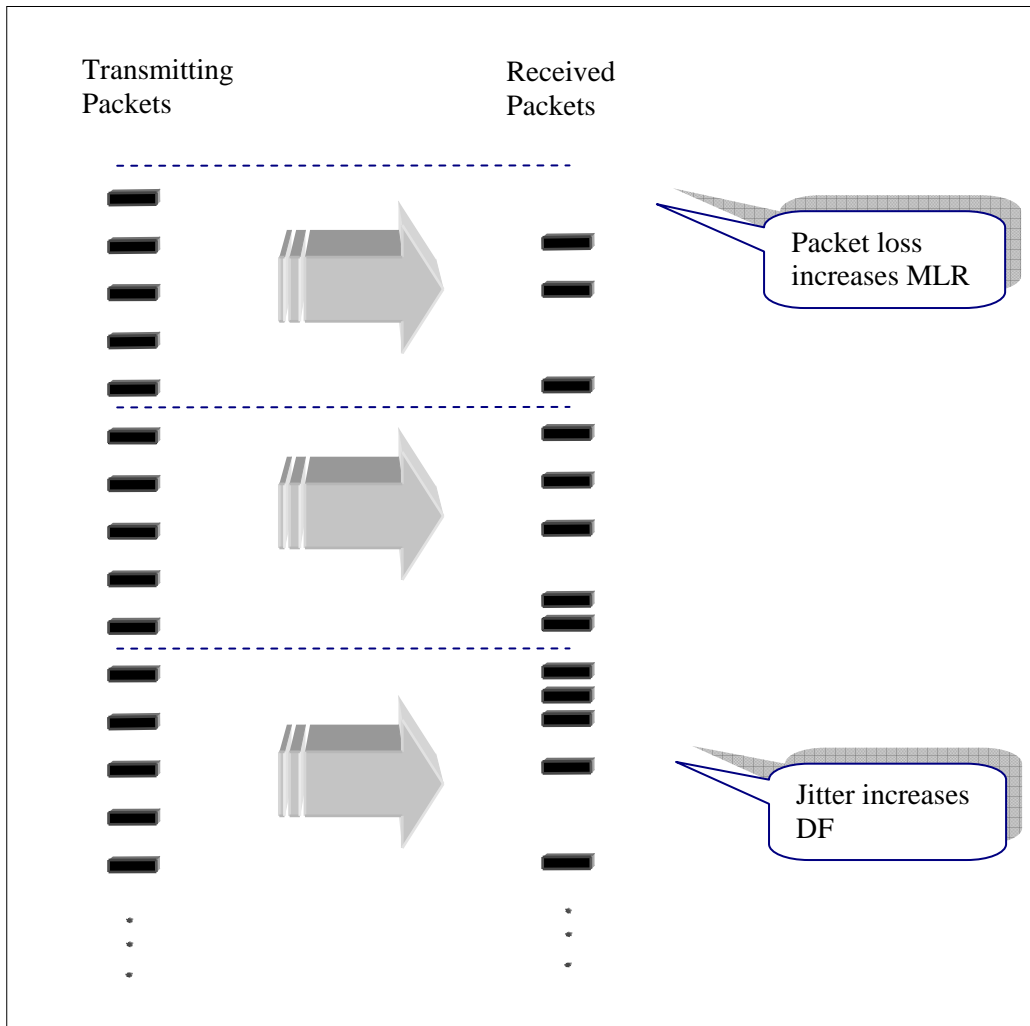 Transmitting
Packets
Received
Packets
Packet loss
increases MLR
Jitter increases
DF